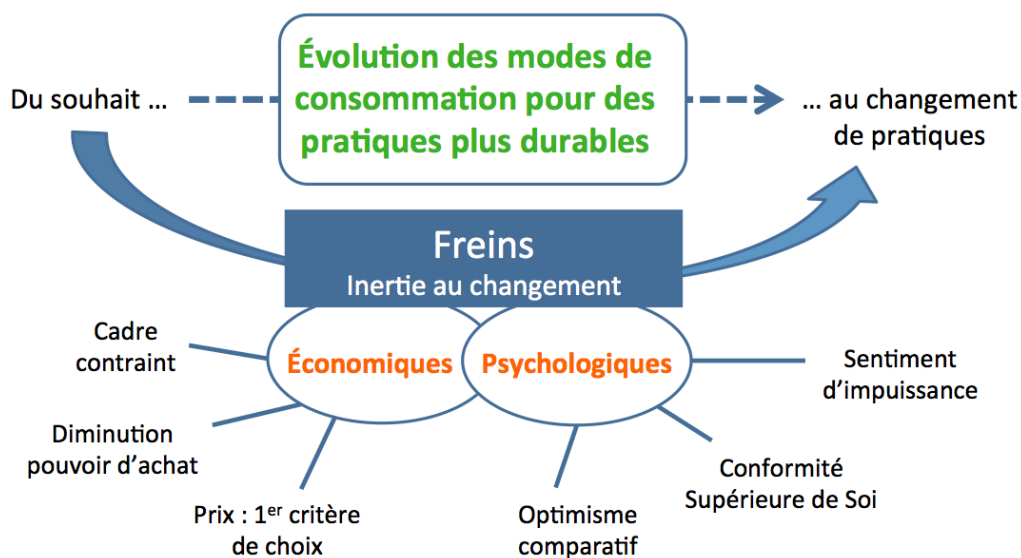 Évolution des modes de
consommation pour des
pratiques plus durables
Du souhait ...
... au changement
de pratiques
Freins
Inertie au changement
Économiques
Psychologiques
Cadre
contraint
Diminution
pouvoir d’achat
Prix : 1er critère
de choix
Optimisme
comparatif
Conformité
Supérieure de Soi
Sentiment
d’impuissance